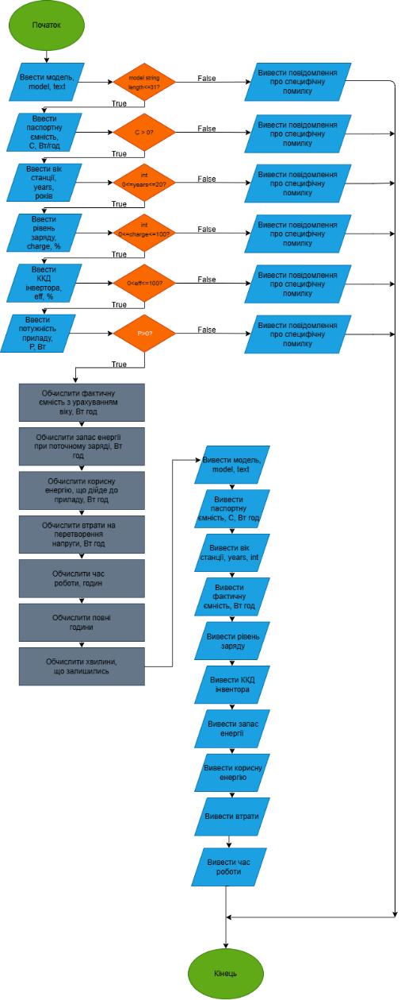 Початок
Ввести модель,
model, text
model string
length<=31?
False
Вивести повідомлення
про специфічну
помилку
True
Ввести
паспортну
ємність,
C, Вт/год
C > 0?
False
Вивести повідомлення
про специфічну
помилку
True
Ввести вік
станції,
years,
років
int
0<=years<=20?
False
Вивести повідомлення
про специфічну
помилку
True
Ввести
рівень
заряду,
charge, %
int
0<=charge<=100?
False
Вивести повідомлення
про специфічну
помилку
True
Ввести
ККД
інвертора,
eff, %
0<eff<=100?
False
Вивести повідомлення
про специфічну
помилку
True
Ввести
потужність
приладу,
P, Вт
P>0?
False
Вивести повідомлення
про специфічну
помилку
True
Обчислити фактичну
ємність з урахуванням
віку, Вт год
Обчислити запас енергії
при поточному заряді, Вт
год
Обчислити корисну
енергію, що дійде до
приладу, Вт год
Обчислити втрати на
перетворення
напруги, Вт год
Обчислити час
роботи, годин
Обчислити повні
години
Обчислити хвилини,
що залишились
Вивести модель,
model, text
Вивести
паспортну
ємність, C, Вт год
Вивести вік
станції, years, int
Вивести
фактичну
ємність, Вт год
Вивести рівень
заряду
Вивести ККД
інвентора
Вивести запас
енергії
Вивести корисну
енергію
Вивести втрати
Вивести час
роботи
Кінець